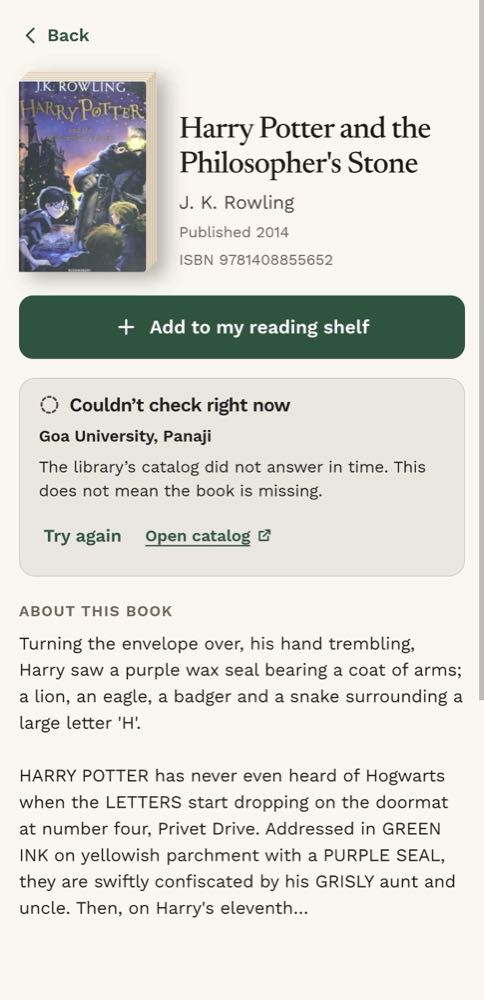 Back
J.K. ROWLING
HARRY POTTER
and the
Harry Potter and the
Philosopher's Stone
J. K. Rowling
Published 2014
ISBN 9781408855652
+ Add to my reading shelf
Couldn’t check right now
Goa University, Panaji
The library’s catalog did not answer in time. This
does not mean the book is missing.
Try again Open catalog
ABOUT THIS BOOK
Turning the envelope over, his hand trembling,
Harry saw a purple wax seal bearing a coat of arms;
a lion, an eagle, a badger and a snake surrounding a
large letter 'H'.
HARRY POTTER has never even heard of Hogwarts
when the LETTERS start dropping on the doormat
at number four, Privet Drive. Addressed in GREEN
INK on yellowish parchment with a PURPLE SEAL,
they are swiftly confiscated by his GRISLY aunt and
uncle. Then, on Harry's eleventh...